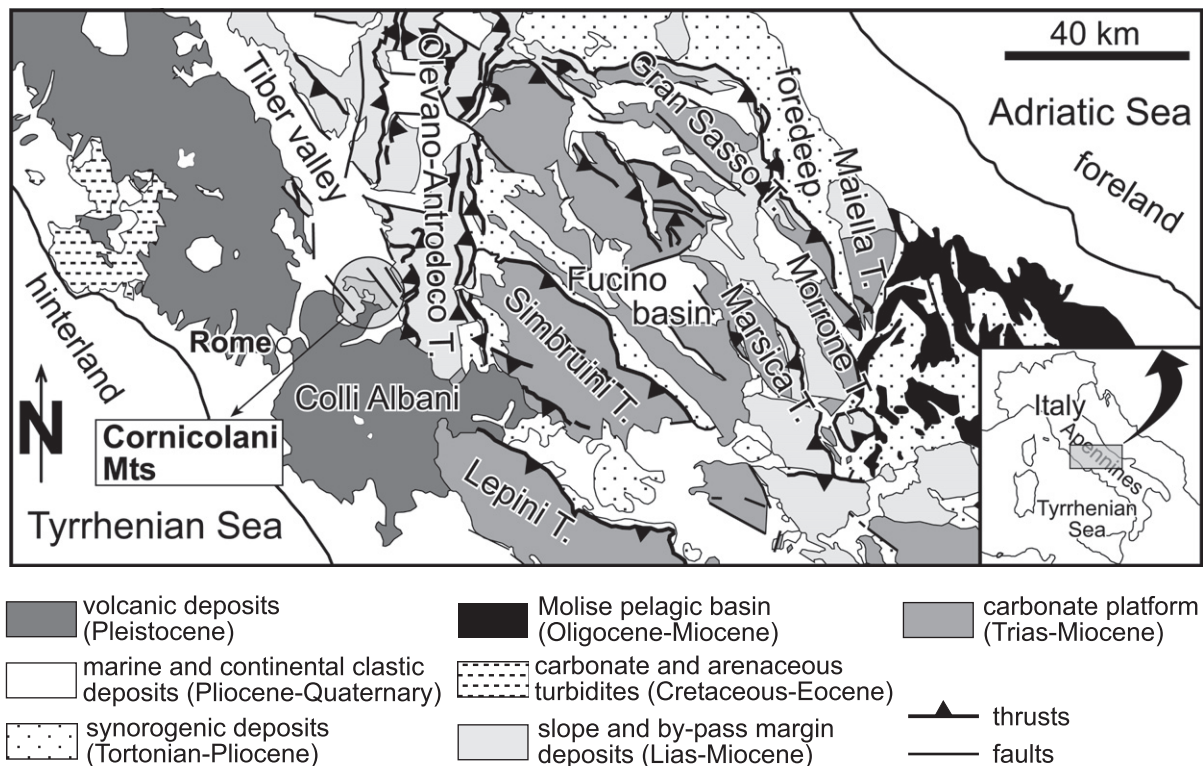 40 km
Adriatic Sea
foreland
Tiber valley
Olevano-Antrodoco T.
Gran Sasso T.
foredeep
Maiella T.
hinterland
Fucino
basin
Simbruini T.
Marsica T.
Morrone T.
Rome
Colli Albani
N
Cornicolani
Mts
Lepini T.
Tyrrhenian Sea
Italy
Apennines
Tyrrhenian
Sea
volcanic deposits
(Pleistocene)
marine and continental clastic
deposits (Pliocene-Quaternary)
synorogenic deposits
(Tortonian-Pliocene)
Molise pelagic basin
(Oligocene-Miocene)
carbonate and arenaceous
turbidites (Cretaceous-Eocene)
slope and by-pass margin
deposits (Lias-Miocene)
carbonate platform
(Trias-Miocene)
thrusts
faults